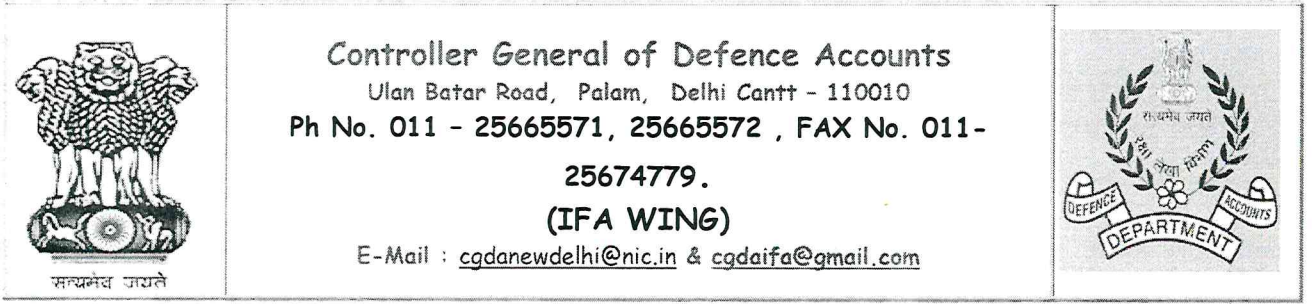 Controller General of Defence Accounts
Ulan Batar Road, Palam, Delhi Cantt - 110010
Ph No. 011 - 25665571, 25665572 , FAX No. 011-
25674779.
(IFA WING)
E-Mail : cgdanewdelhi@nic.in & cgdaifa@gmail.com
सत्यमेव जयते
सत्यमेव जयते
रक्षा लेखा विभाग
DEFENCE ACCOUNTS
DEPARTMENT